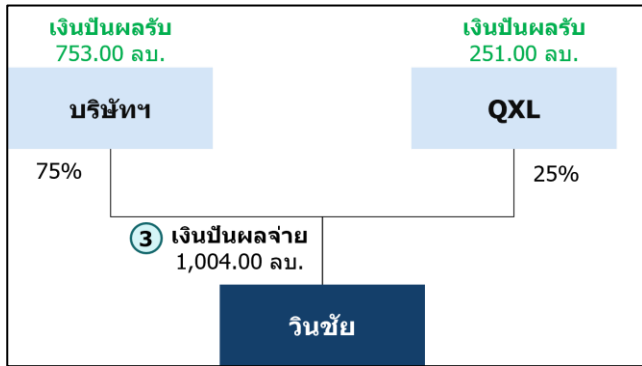 เงินปันผลรับ
753.00 ลบ.
เงินปันผลรับ
251.00 ลบ.
บริษัทฯ
QXL
75%
25%
3 เงินปันผลจ่าย
1,004.00 ลบ.
วินชัย